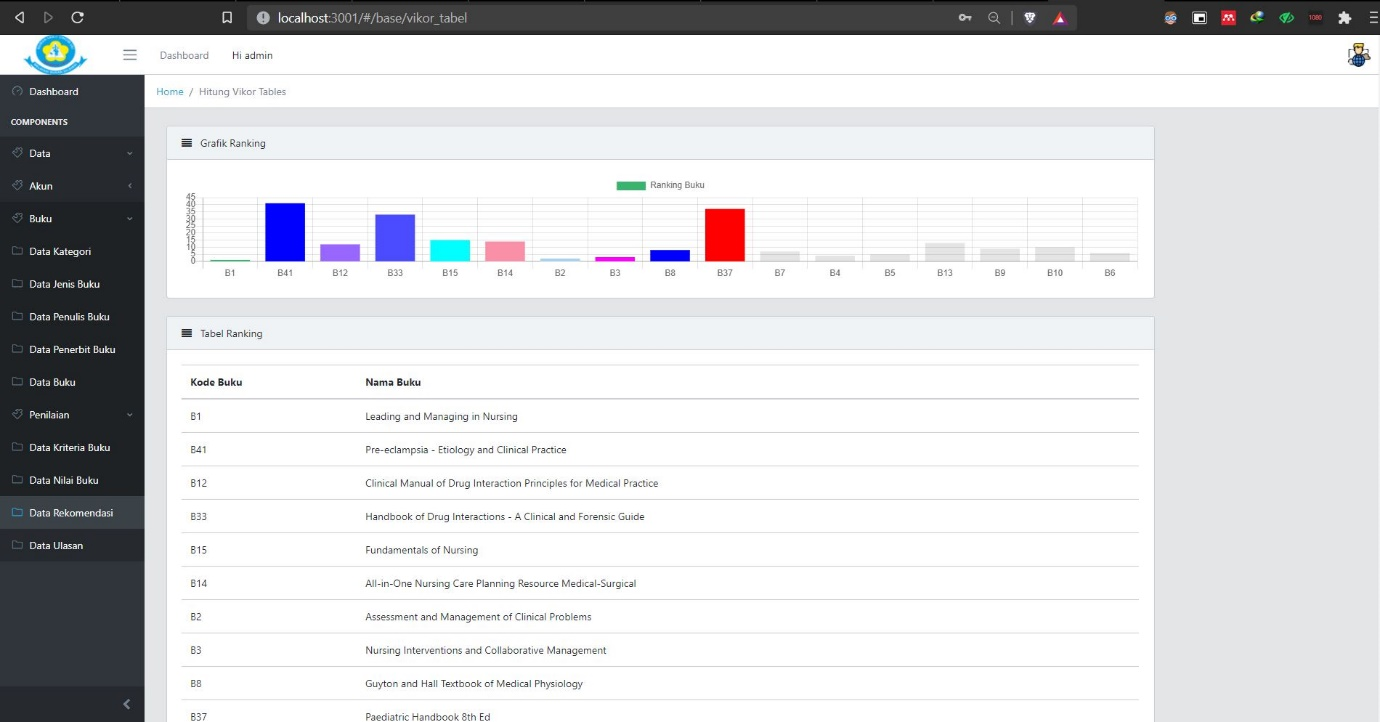 localhost:3001/#/base/vikor_tabel
1080
Dashboard Hi admin
Home / Hitung Vikor Tables
Dashboard
COMPONENTS
Data
Akun
Buku
Data Kategori
Data Jenis Buku
Data Penulis Buku
Data Penerbit Buku
Data Buku
Penilaian
Data Kriteria Buku
Data Nilai Buku
Data Rekomendasi
Data Ulasan
Grafik Ranking
Ranking Buku
45
40
35
30
25
20
15
10
5
0
B1 B41 B12 B33 B15 B14 B2 B3 B8 B37 B7 B4 B5 B13 B9 B10 B6
Tabel Ranking
Kode Buku Nama Buku
B1 Leading and Managing in Nursing
B41 Pre-eclampsia - Etiology and Clinical Practice
B12 Clinical Manual of Drug Interaction Principles for Medical Practice
B33 Handbook of Drug Interactions - A Clinical and Forensic Guide
B15 Fundamentals of Nursing
B14 All-in-One Nursing Care Planning Resource Medical-Surgical
B2 Assessment and Management of Clinical Problems
B3 Nursing Interventions and Collaborative Management
B8 Guyton and Hall Textbook of Medical Physiology
B37 Paediatric Handbook 8th Ed